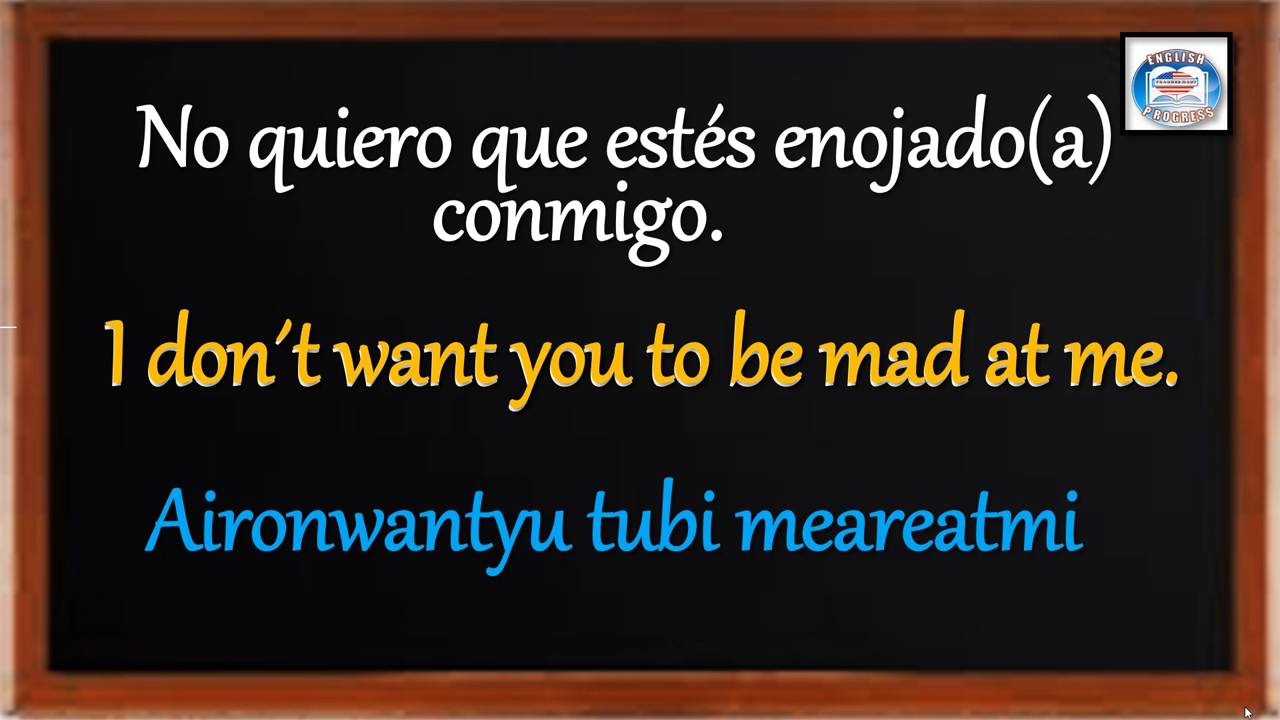 No quiero que estés enojado(a)
conmigo.
I don't want you to be mad at me.
Aironwantyu tubi meareatmi
ENGLISH
PROGRESS